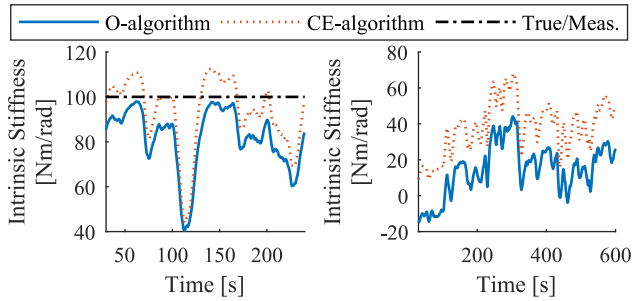 O-algorithm CE-algorithm True/Meas.
Intrinsic Stiffness
[Nm/rad]
120
100
80
60
40
50 100 150 200
Time [s]
Intrinsic Stiffness
[Nm/rad]
80
60
40
20
0
-20
200 400 600
Time [s]